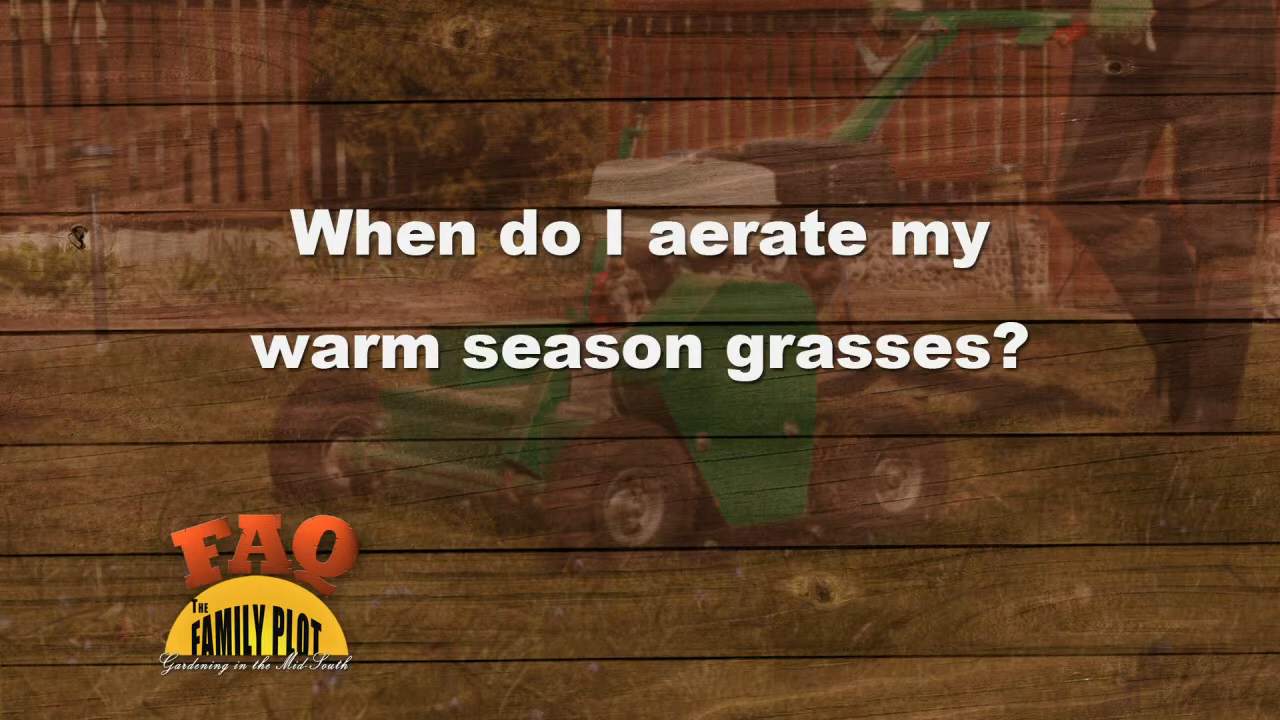 When do I aerate my
warm season grasses?
FAQ
THE
FAMILY PLOT
Gardening in the Mid-South